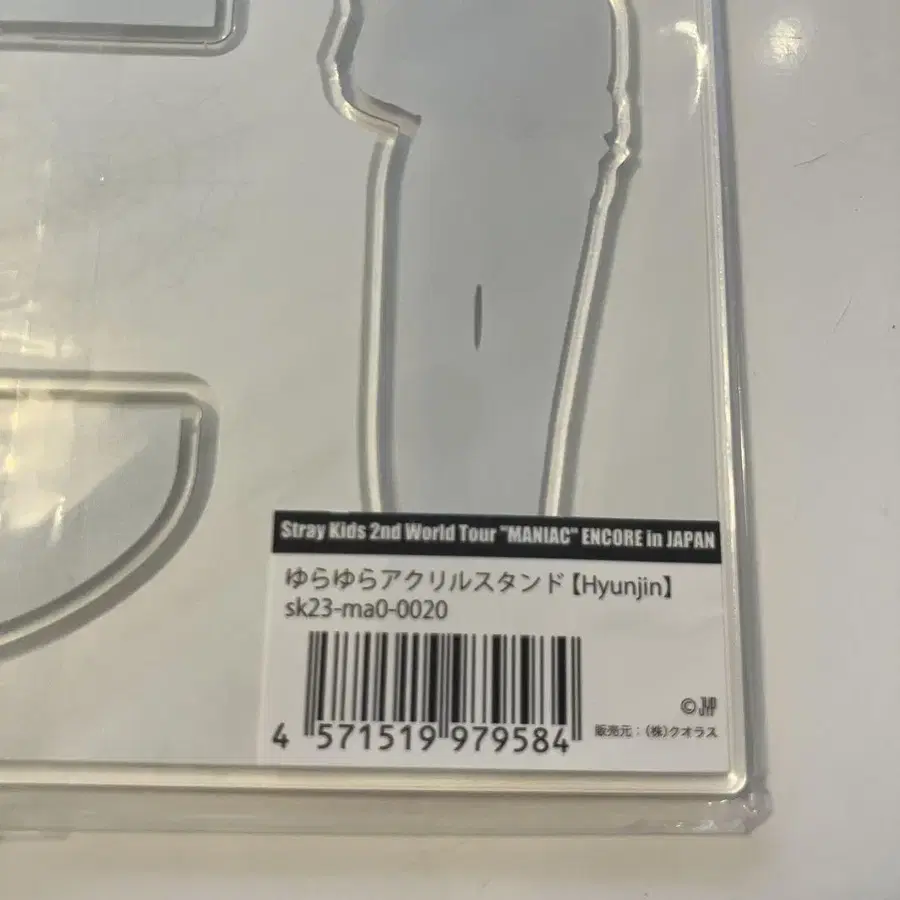 Stray Kids 2nd World Tour "MANIAC" ENCORE in JAPAN
ゆらゆらアクリルスタンド【Hyunjin】
sk23-ma0-0020
©JYP
4 571519 979584
販売元：(株)クオラス